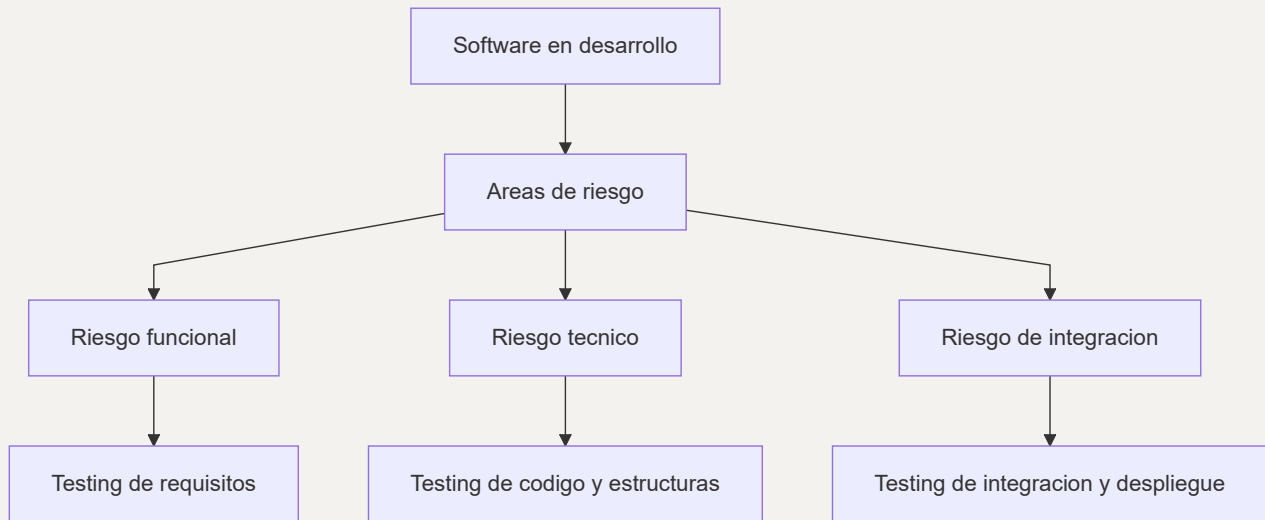 Software en desarrollo
Areas de riesgo
Riesgo funcional
Riesgo tecnico
Riesgo de integracion
Testing de requisitos
Testing de codigo y estructuras
Testing de integracion y despliegue